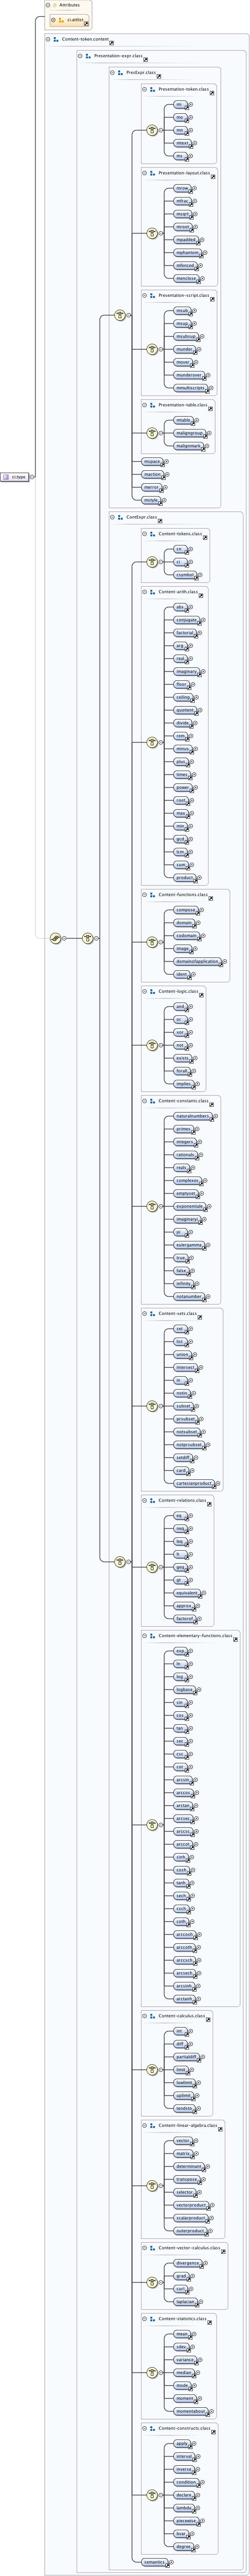 Attributes
ci.attlist
Content-token.content
Presentation-expr.class
PresExpr.class
Presentation-token.class
mi
mo
mn
mtext
ms
Presentation-layout.class
mrow
mfrac
msqrt
mroot
mpadded
mphantom
mfenced
menclose
Presentation-script.class
msub
msup
msubsup
munder
mover
munderover
mmultiscripts
Presentation-table.class
mtable
maligngroup
malignmark
mspace
maction
merror
mstyle
ci.type
ContExpr.class
Content-tokens.class
cn
ci
csymbol
Content-arith.class
abs
conjugate
factorial
arg
real
imaginary
floor
ceiling
quotient
divide
rem
minus
plus
times
power
root
max
min
gcd
lcm
sum
product
Content-functions.class
compose
domain
codomain
image
domainofapplication
ident
Content-logic.class
and
or
xor
not
exists
forall
implies
Content-constants.class
naturalnumbers
primes
integers
rationals
reals
complexes
emptyset
exponentiale
imaginaryi
pi
eulergamma
true
false
infinity
notanumber
Content-sets.class
set
list
union
intersect
in
notin
subset
prsubset
notsubset
notprsubset
setdiff
card
cartesianproduct
Content-relations.class
eq
neq
leq
lt
geq
gt
equivalent
approx
factorof
Content-elementary-functions.class
exp
ln
log
logbase
sin
cos
tan
sec
csc
cot
arcsin
arccos
arctan
arcsec
arccsc
arccot
sinh
cosh
tanh
sech
csch
coth
arccosh
arccoth
arccsch
arcsech
arcsinh
arctanh
Content-calculus.class
int
diff
partialdiff
limit
lowlimit
uplimit
tendsto
Content-linear-algebra.class
vector
matrix
determinant
transpose
selector
vectorproduct
scalarproduct
outerproduct
Content-vector-calculus.class
divergence
grad
curl
laplacian
Content-statistics.class
mean
sdev
variance
median
mode
moment
momentabout
Content-constructs.class
apply
interval
inverse
condition
declare
lambda
piecewise
bvar
degree
semantics